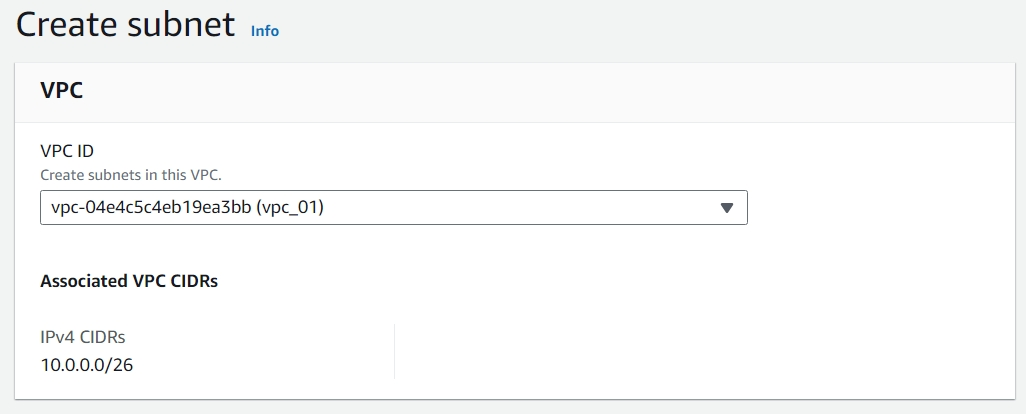 Create subnet Info
VPC
VPC ID
Create subnets in this VPC.
vpc-04e4c5c4eb19ea3bb (vpc_01)
Associated VPC CIDRs
IPv4 CIDRs
10.0.0.0/26